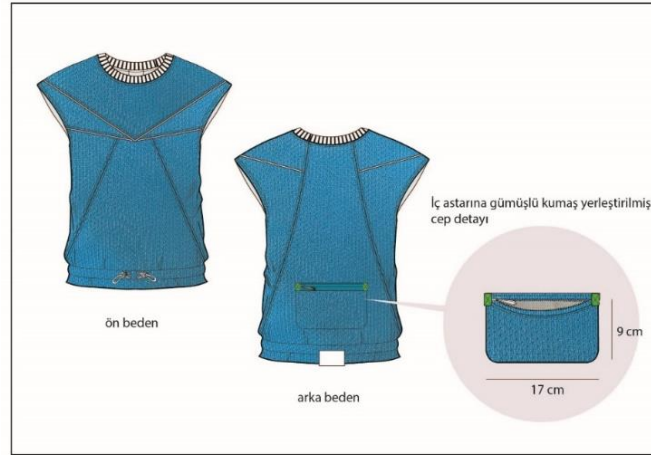 İç astarına gümüşlü kumaş yerleştirilmiş
cep detayı
ön beden
9 cm
17 cm
arka beden